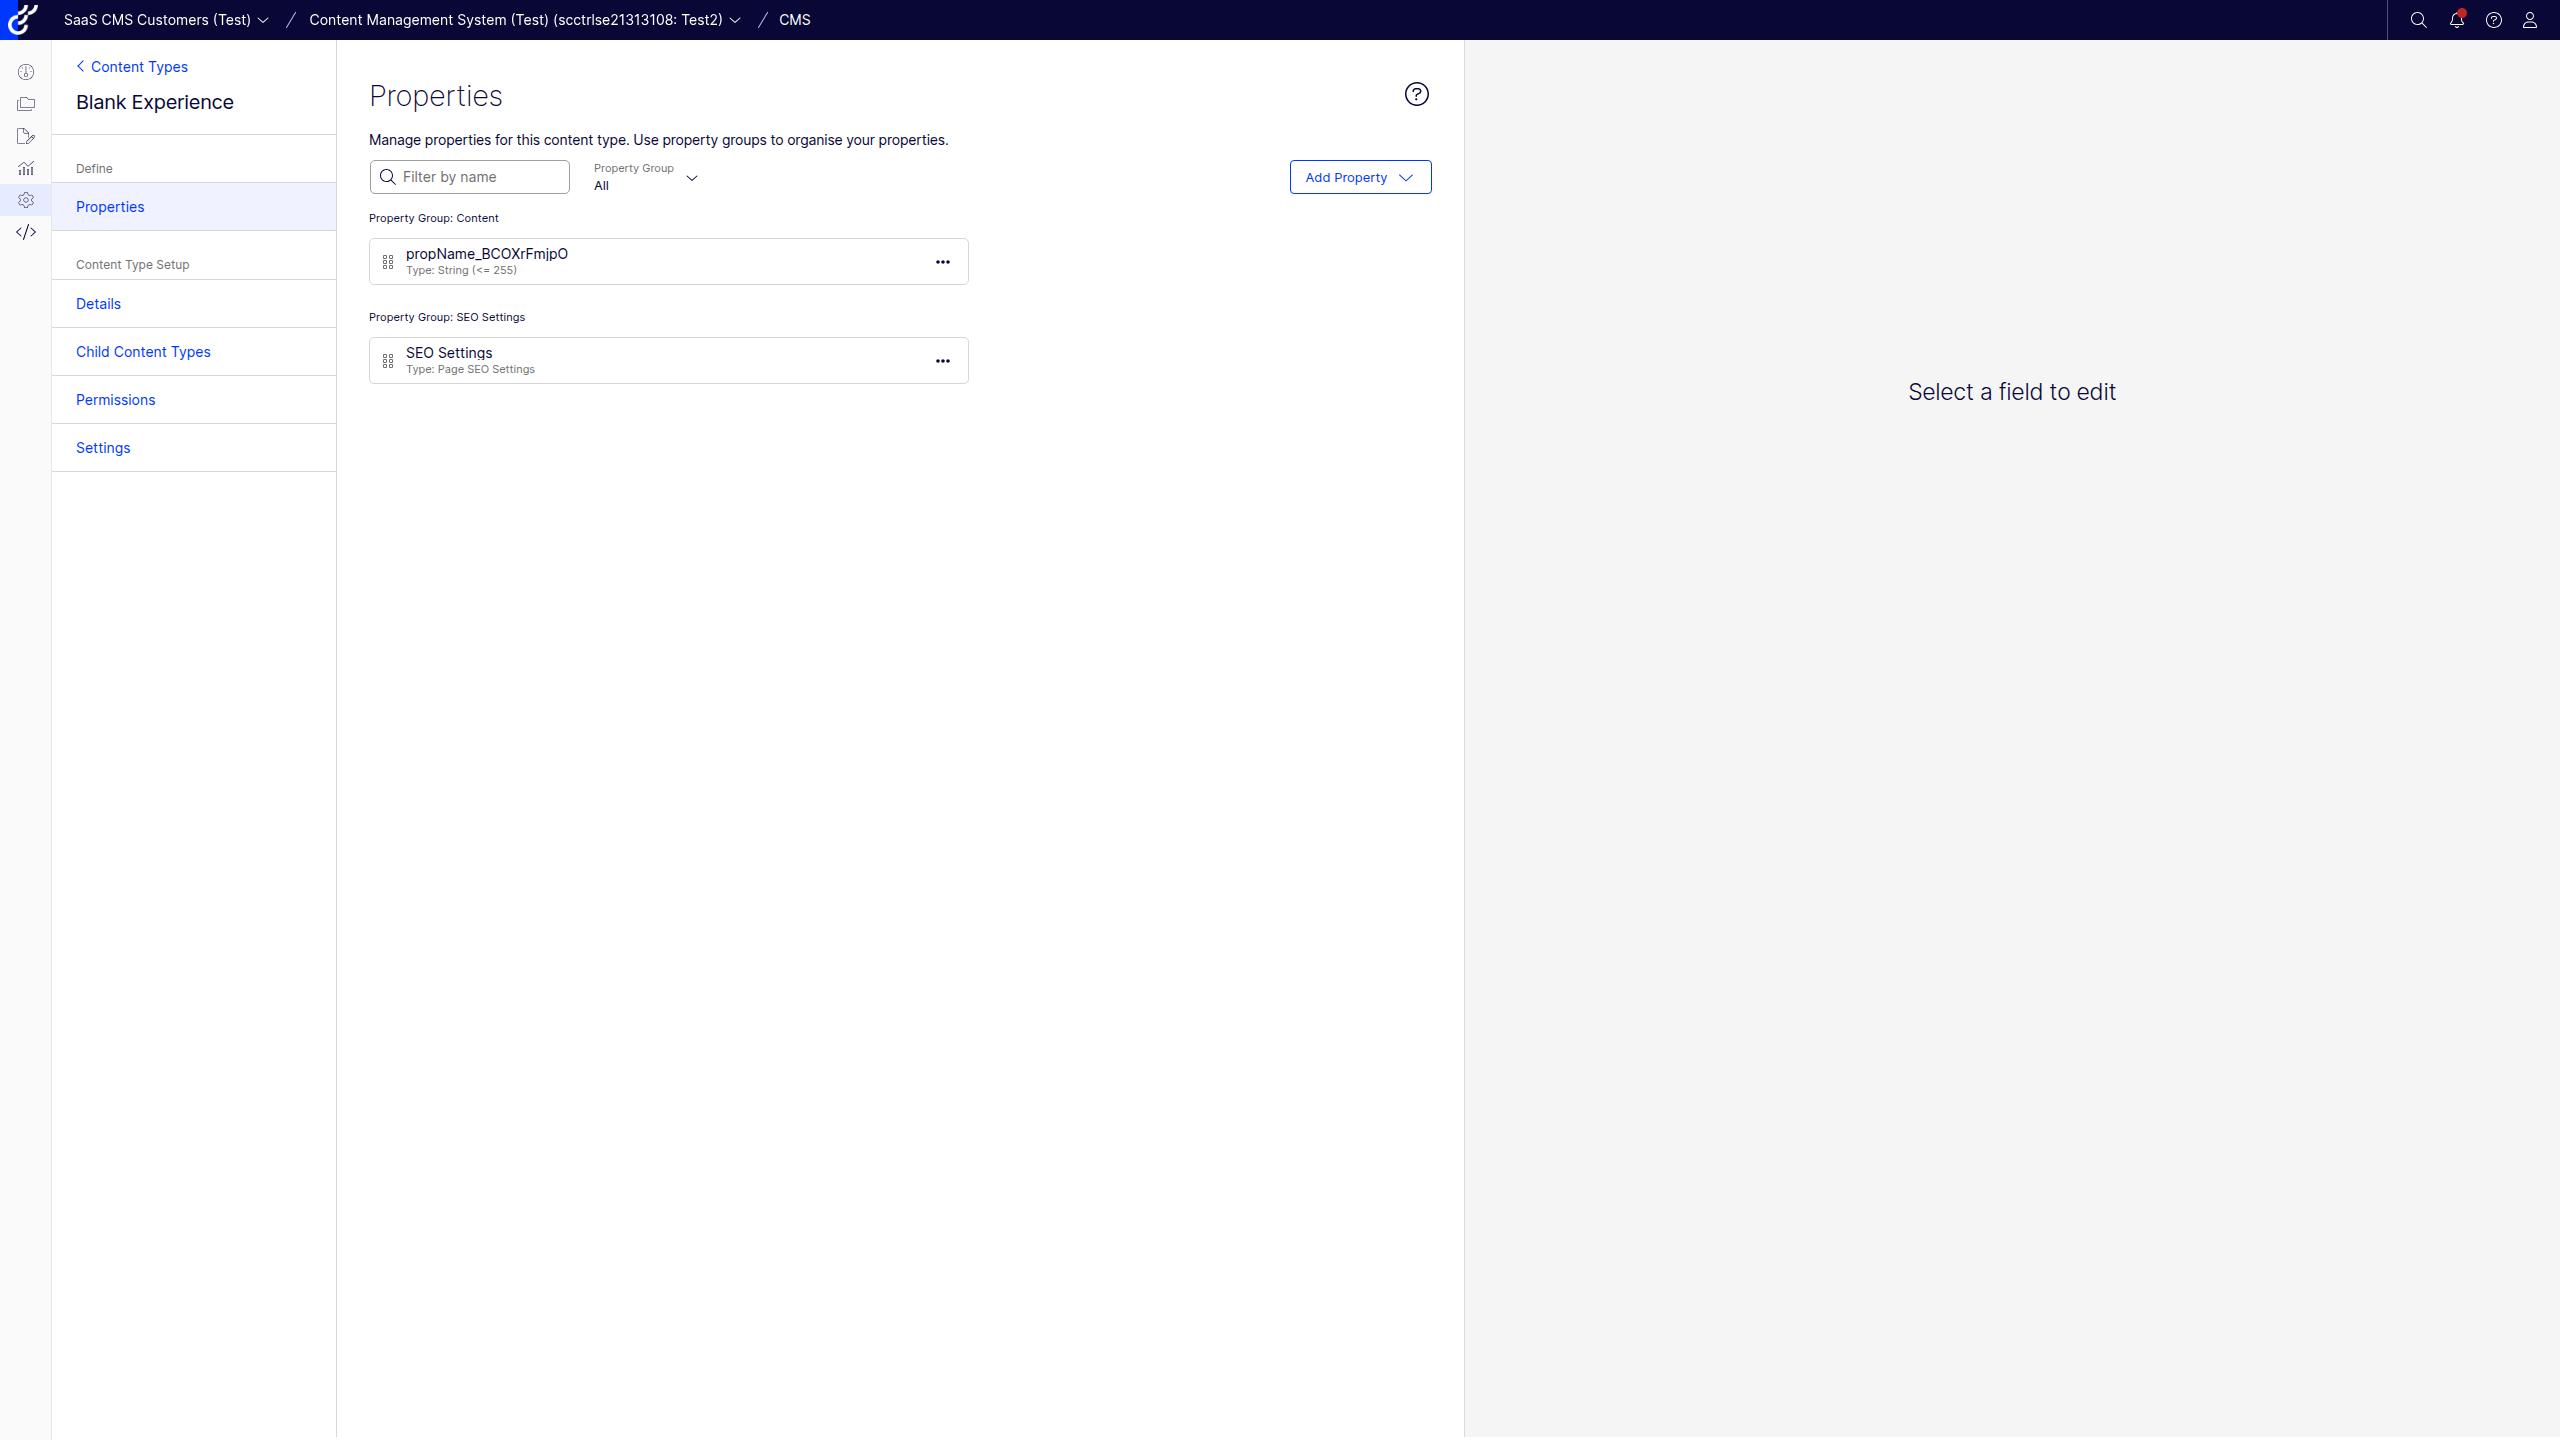 SaaS CMS Customers (Test) / Content Management System (Test) (scctrlse21313108: Test2) / CMS
Content Types
Blank Experience
Define
Properties
Content Type Setup
Details
Child Content Types
Permissions
Settings
Properties
Manage properties for this content type. Use property groups to organise your properties.
Filter by name
Property Group
All
Add Property
Property Group: Content
propName_BCOXrFmjpO
Type: String (<= 255)
Property Group: SEO Settings
SEO Settings
Type: Page SEO Settings
Select a field to edit